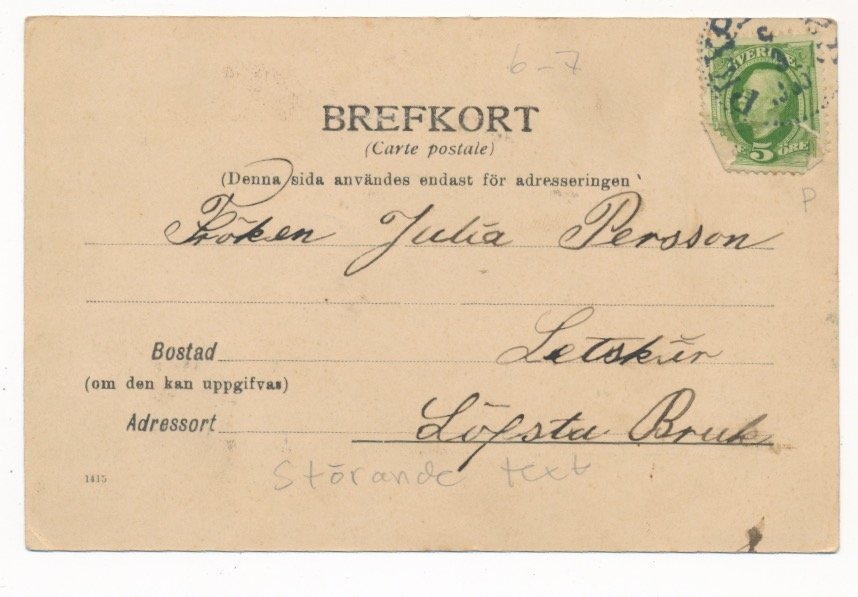 6-7
SVERIGE
5 ÖRE
BREFKORT
(Carte postale)
(Denna sida användes endast för adresseringen
P
Fröken Julia Persson
Bostad Letskär
(om den kan uppgifvas)
Adressort Löfsta Bruk
Störande text
1415